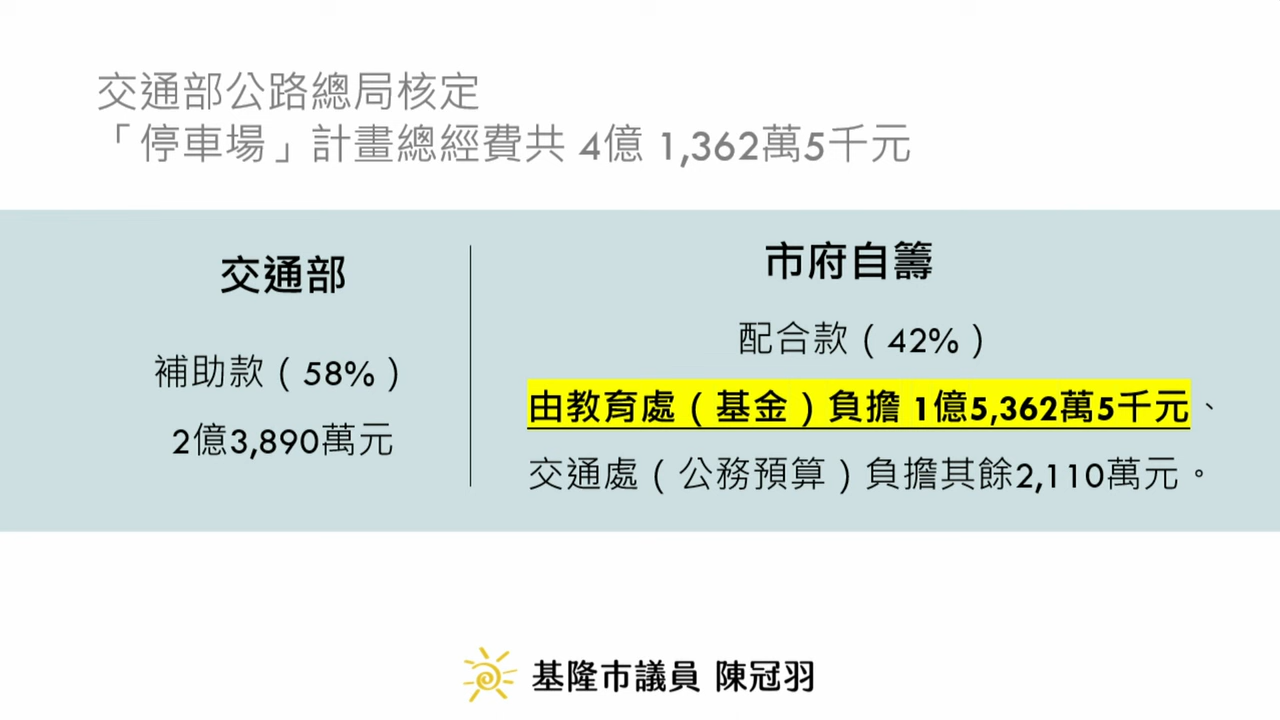 交通部公路總局核定
「停車場」計畫總經費共 4億 1,362萬5千元
交通部
補助款(58%)
2億3,890萬元
市府自籌
配合款(42%)
由教育處(基金)負擔 1億5,362萬5千元、
交通處(公務預算)負擔其餘2,110萬元。
基隆市議員 陳冠羽